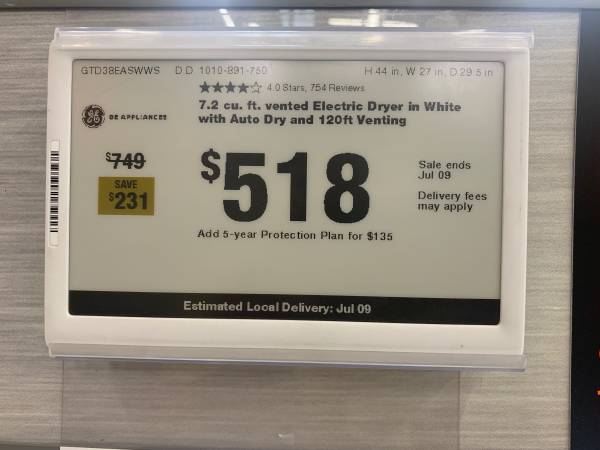 GTD38EASWWS D.D 1010-891-750 H 44 in, W 27 in, D 29.5 in
4.0 Stars, 754 Reviews
7.2 cu. ft. vented Electric Dryer in White
with Auto Dry and 120ft Venting
GE APPLIANCES
$749
SAVE
$231
$518
Sale ends
Jul 09
Delivery fees
may apply
Add 5-year Protection Plan for $135
Estimated Local Delivery: Jul 09